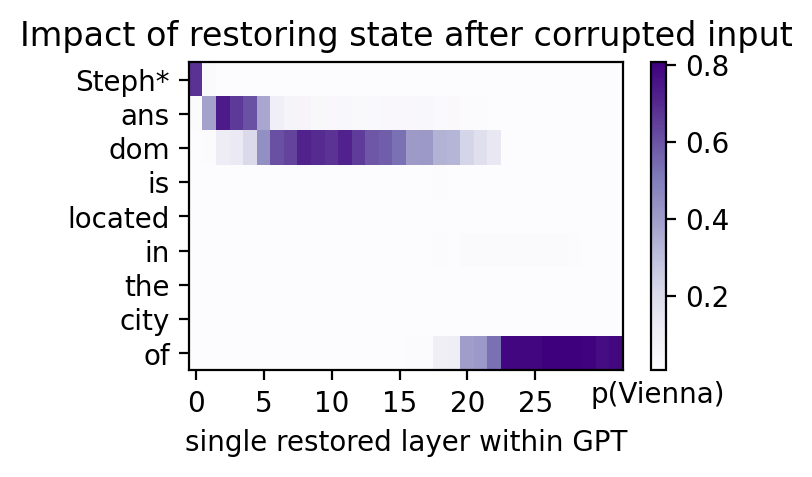 Impact of restoring state after corrupted input
Steph*
ans
dom
is
located
in
the
city
of
0 5 10 15 20 25
single restored layer within GPT
0.8
0.6
0.4
0.2
p(Vienna)